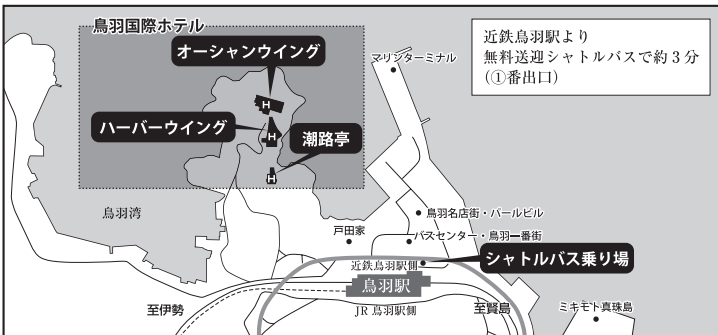 鳥羽国際ホテル
オーシャンウイング
ハーバーウイング
潮路亭
近鉄鳥羽駅より
無料送迎シャトルバスで約3分
(①番出口)
マリンターミナル
鳥羽湾
鳥羽名店街・パールビル
戸田家
バスセンター・鳥羽一番街
シャトルバス乗り場
近鉄鳥羽駅側
鳥羽駅
JR 鳥羽駅側
至伊勢
至賢島
ミキモト真珠島
H
H
H